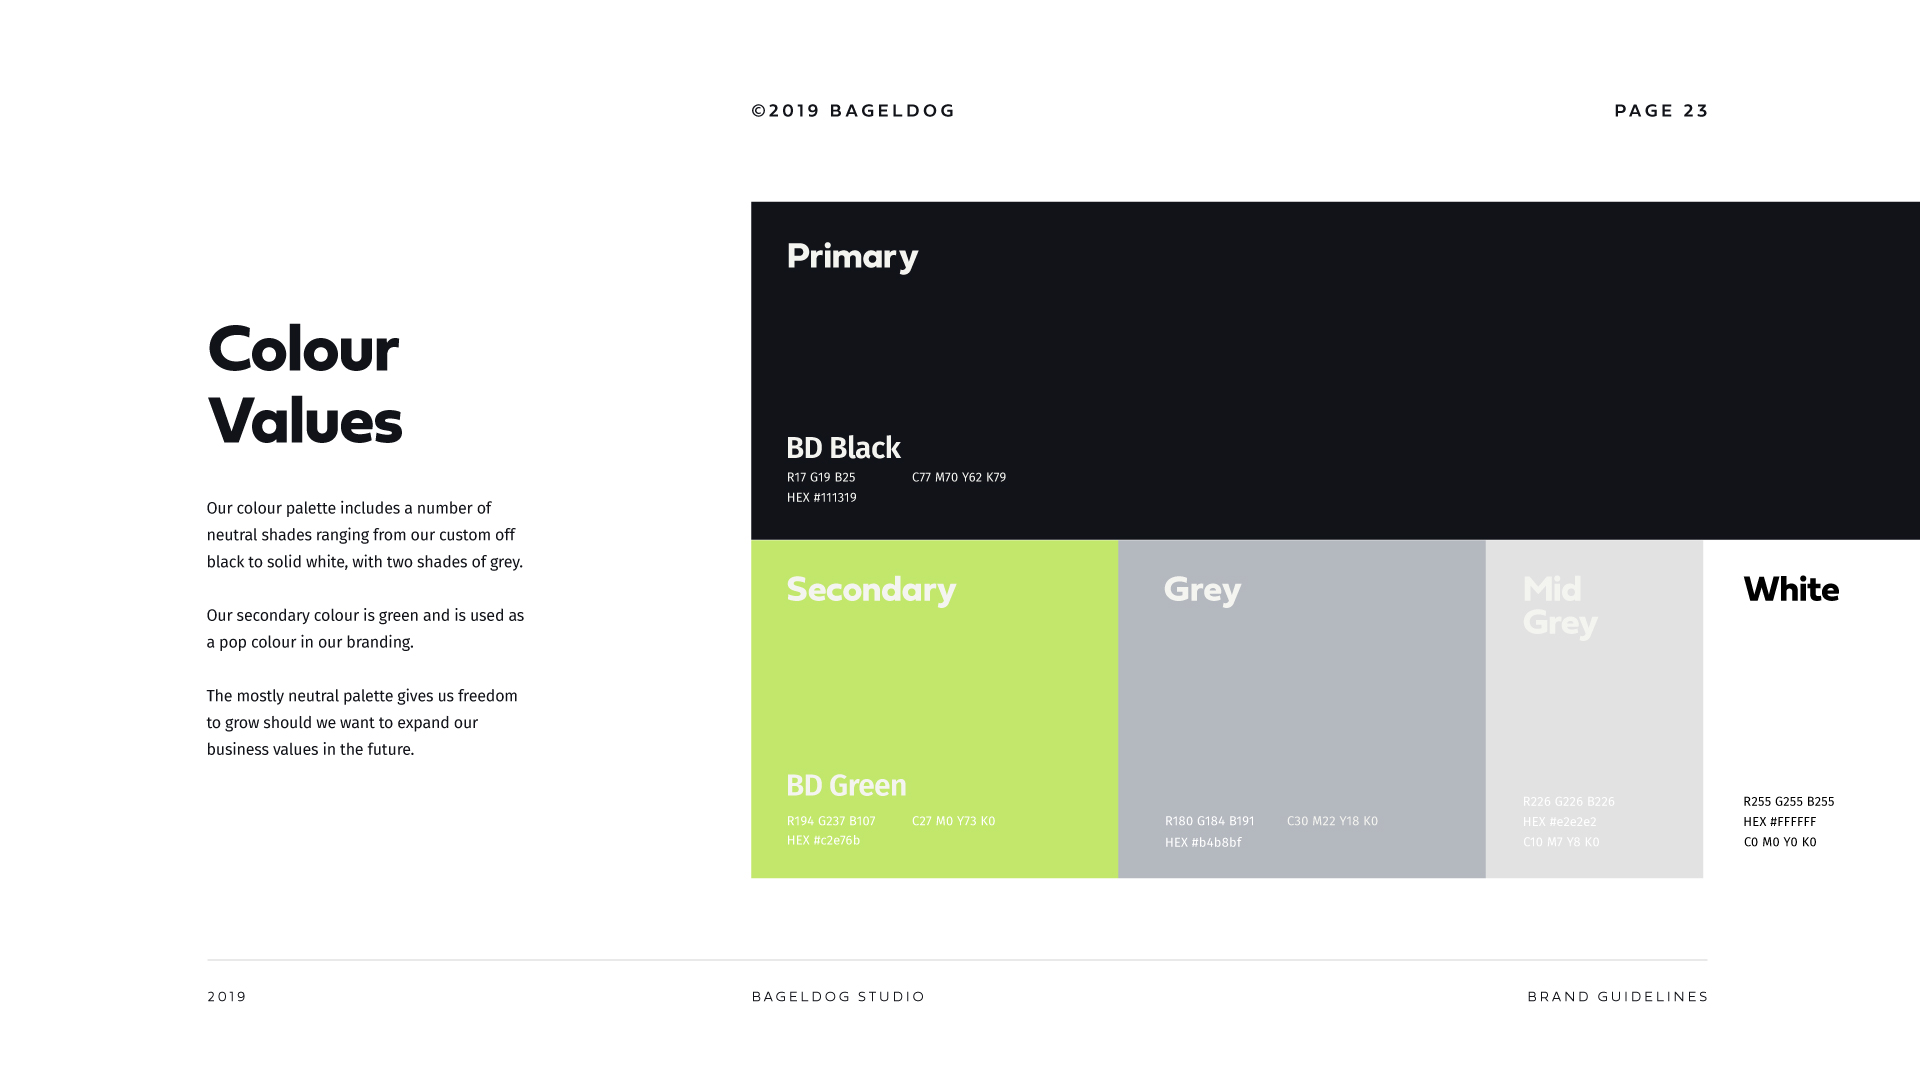 ©2019 BAGELDOG
PAGE 23
Colour
Values
Our colour palette includes a number of
neutral shades ranging from our custom off
black to solid white, with two shades of grey.
Our secondary colour is green and is used as
a pop colour in our branding.
The mostly neutral palette gives us freedom
to grow should we want to expand our
business values in the future.
Primary
BD Black
R17 G19 B25
C77 M70 Y62 K79
HEX #111319
Secondary
BD Green
R194 G237 B107
C27 M0 Y73 K0
HEX #c2e76b
Grey
R180 G184 B191
C30 M22 Y18 K0
HEX #b4b8bf
Mid
Grey
R226 G226 B226
HEX #e2e2e2
C10 M7 Y8 K0
White
R255 G255 B255
HEX #FFFFFF
C0 M0 Y0 K0
2019
BAGELDOG STUDIO
BRAND GUIDELINES